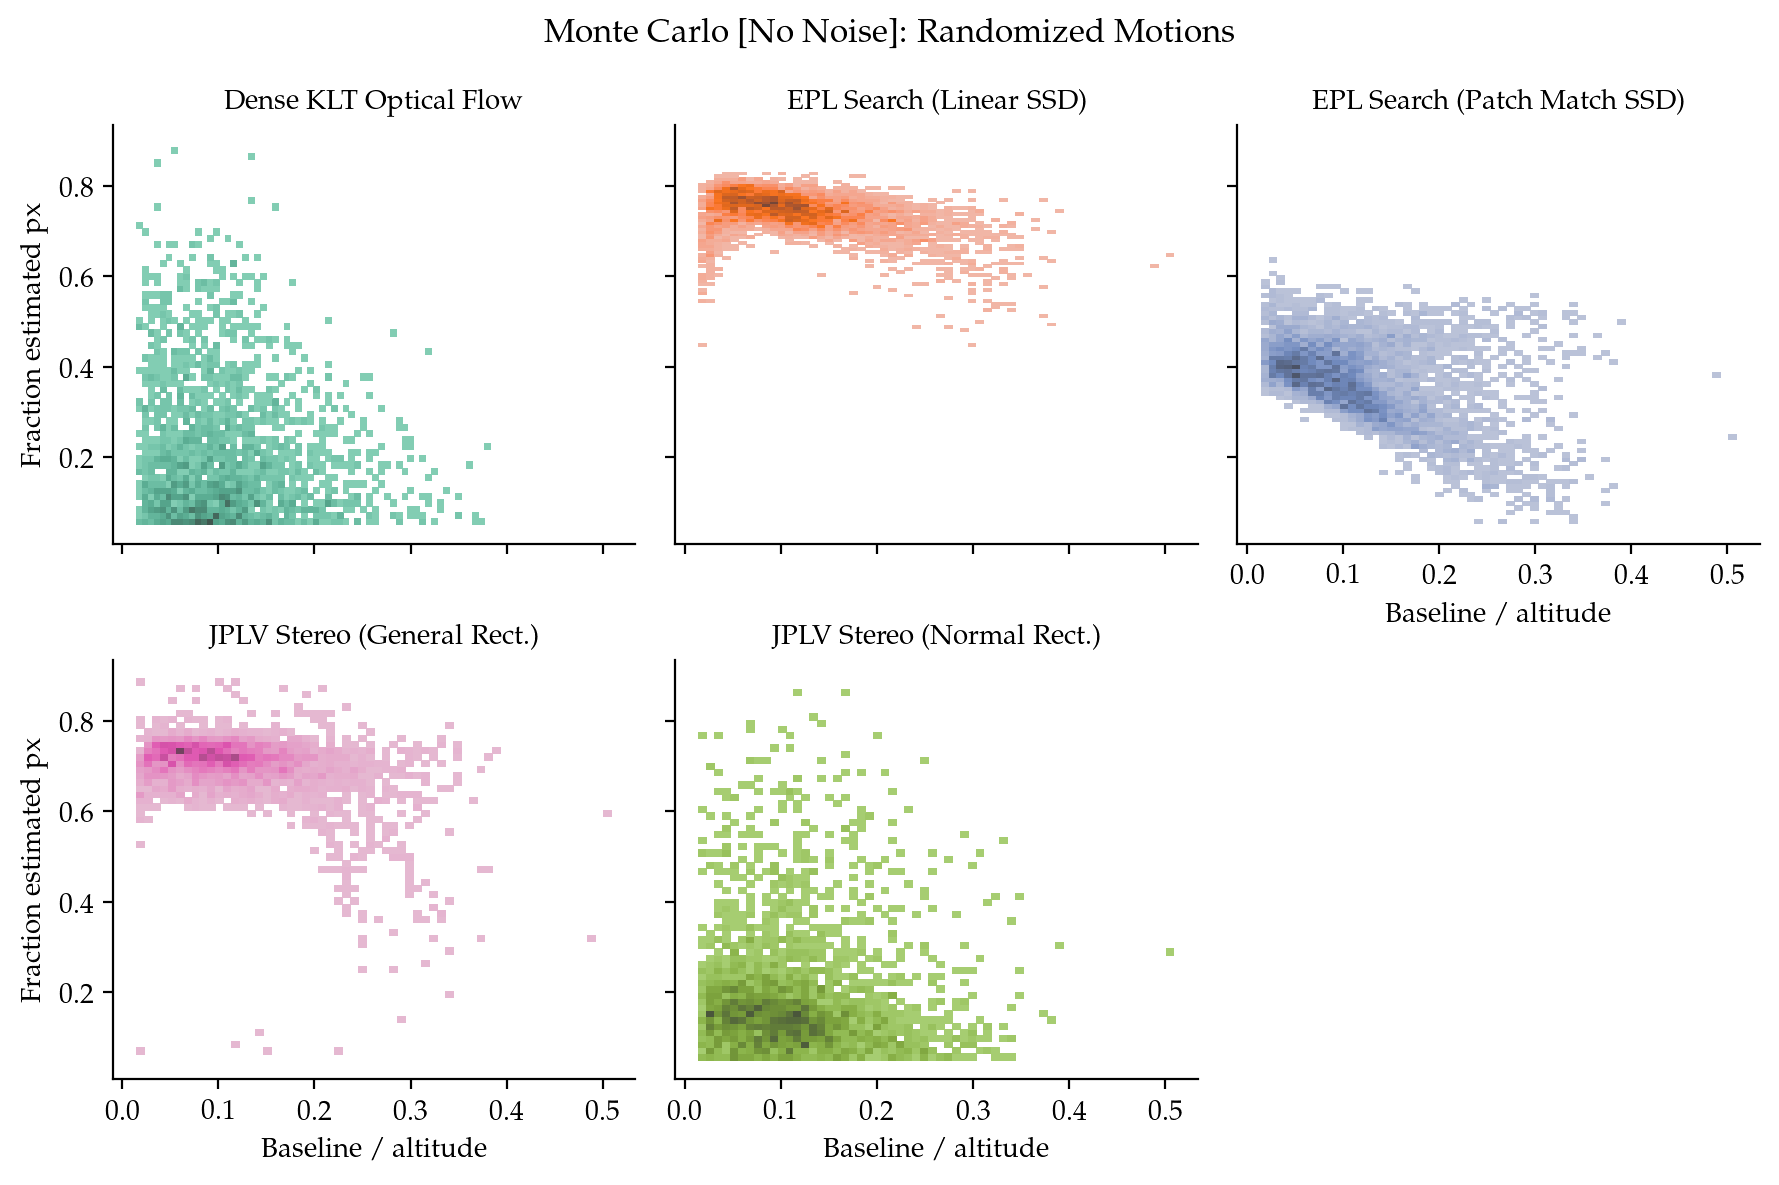 Monte Carlo [No Noise]: Randomized Motions
Dense KLT Optical Flow
EPL Search (Linear SSD)
EPL Search (Patch Match SSD)
Fraction estimated px
0.8
0.6
0.4
0.2
0.0 0.1 0.2 0.3 0.4 0.5
Baseline / altitude
JPLV Stereo (General Rect.)
JPLV Stereo (Normal Rect.)
Fraction estimated px
0.8
0.6
0.4
0.2
0.0 0.1 0.2 0.3 0.4 0.5
Baseline / altitude
0.0 0.1 0.2 0.3 0.4 0.5
Baseline / altitude